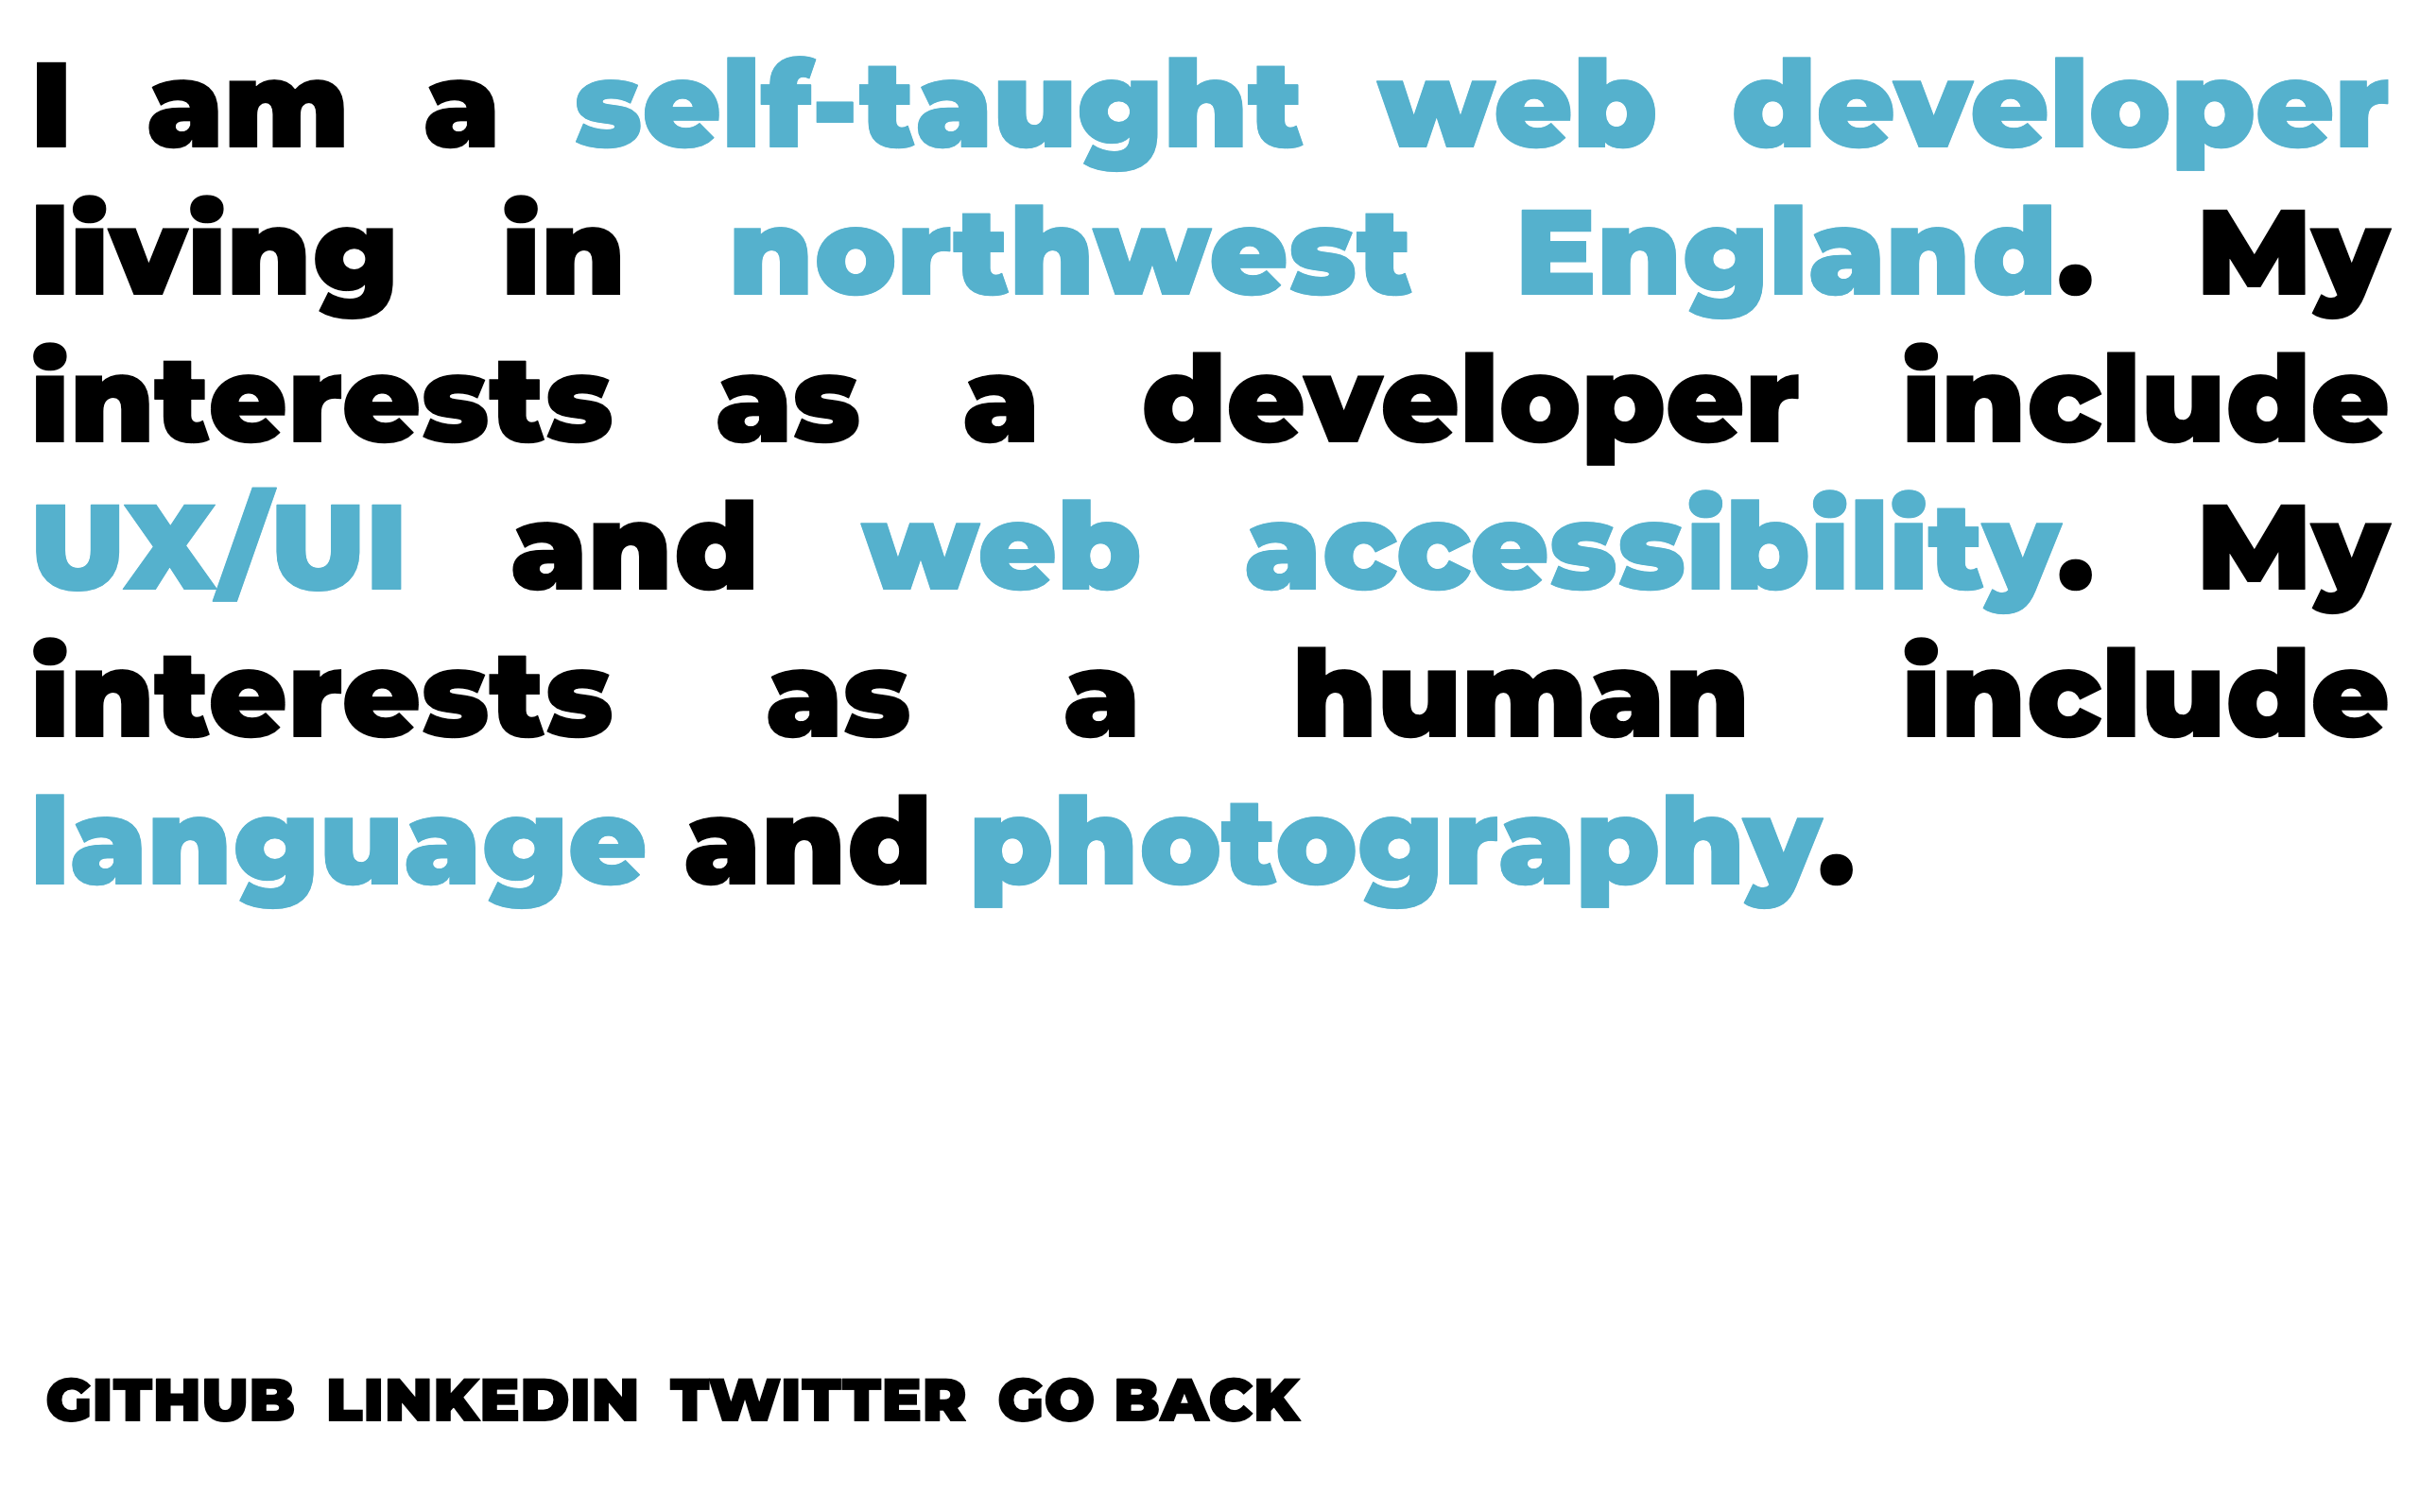 I am a self-taught web developer
living in northwest England. My
interests as a developer include
UX/UI and web accessibility. My
interests as a human include
language and photography.
GITHUB LINKEDIN TWITTER GO BACK